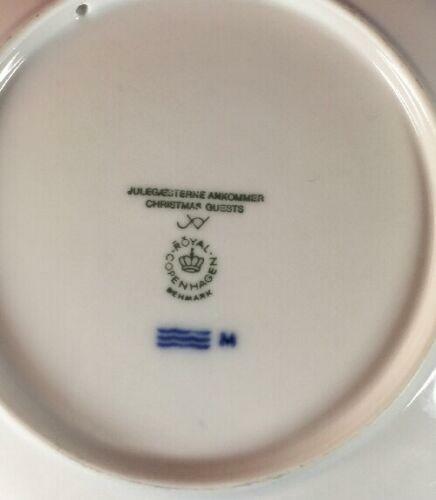 JULEGÆSTERNE ANKOMMER
CHRISTMAS GUESTS
ROYAL
COPENHAGEN
DENMARK
M